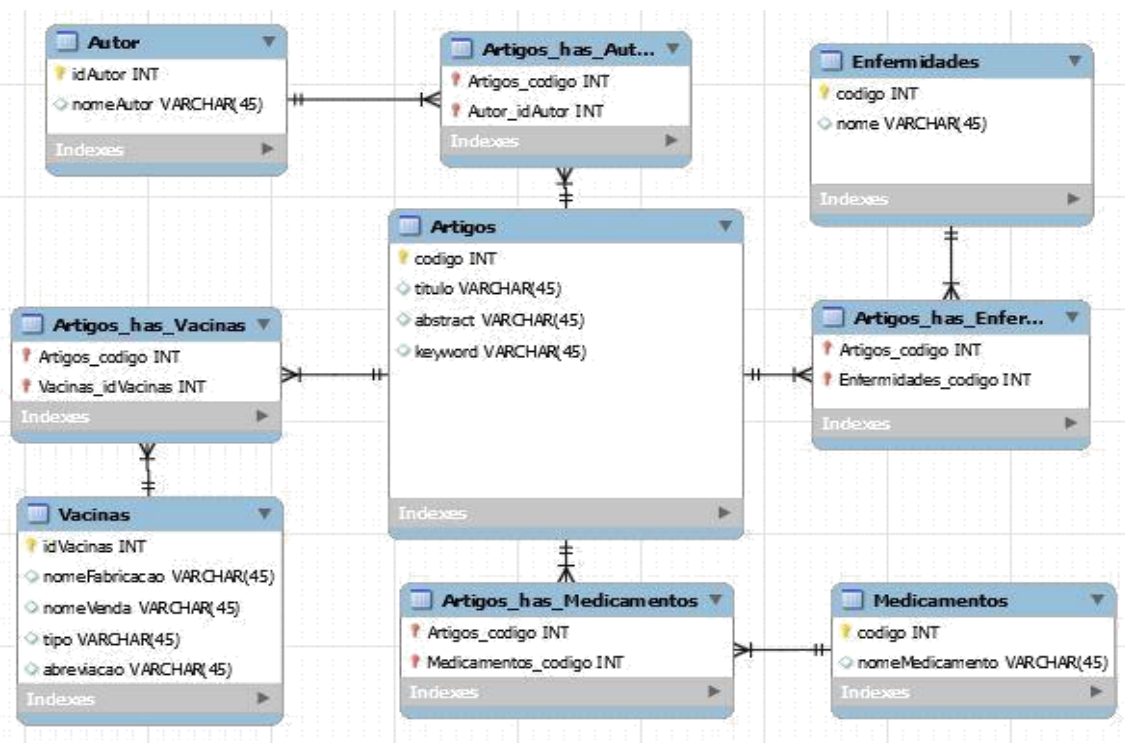 Autor
idAutor INT
nomeAutor VARCHAR(45)
Indexes
Artigos_has_Aut...
Artigos_codigo INT
Autor_idAutor INT
Indexes
Enfermidades
codigo INT
nome VARCHAR(45)
Indexes
Artigos
codigo INT
titulo VARCHAR(45)
abstract VARCHAR(45)
keyword VARCHAR(45)
Indexes
Artigos_has_Vacinas
Artigos_codigo INT
Vacinas_idVacinas INT
Indexes
Artigos_has_Enfer...
Artigos_codigo INT
Enfermidades_codigo INT
Indexes
Vacinas
idVacinas INT
nomeFabricacao VARCHAR(45)
nomeVenda VARCHAR(45)
tipo VARCHAR(45)
abreviacao VARCHAR(45)
Indexes
Artigos_has_Medicamentos
Artigos_codigo INT
Medicamentos_codigo INT
Indexes
Medicamentos
codigo INT
nomeMedicamento VARCHAR(45)
Indexes